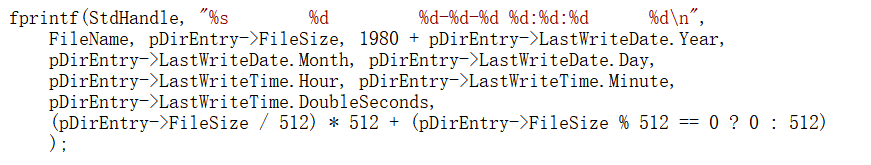 fprintf(StdHandle, "%s       %d         %d-%d-%d %d:%d:%d      %d\n",
    FileName, pDirEntry->FileSize, 1980 + pDirEntry->LastWriteDate.Year,
    pDirEntry->LastWriteDate.Month, pDirEntry->LastWriteDate.Day,
    pDirEntry->LastWriteTime.Hour, pDirEntry->LastWriteTime.Minute,
    pDirEntry->LastWriteTime.DoubleSeconds,
    (pDirEntry->FileSize / 512) * 512 + (pDirEntry->FileSize % 512 == 0 ? 0 : 512)
    );